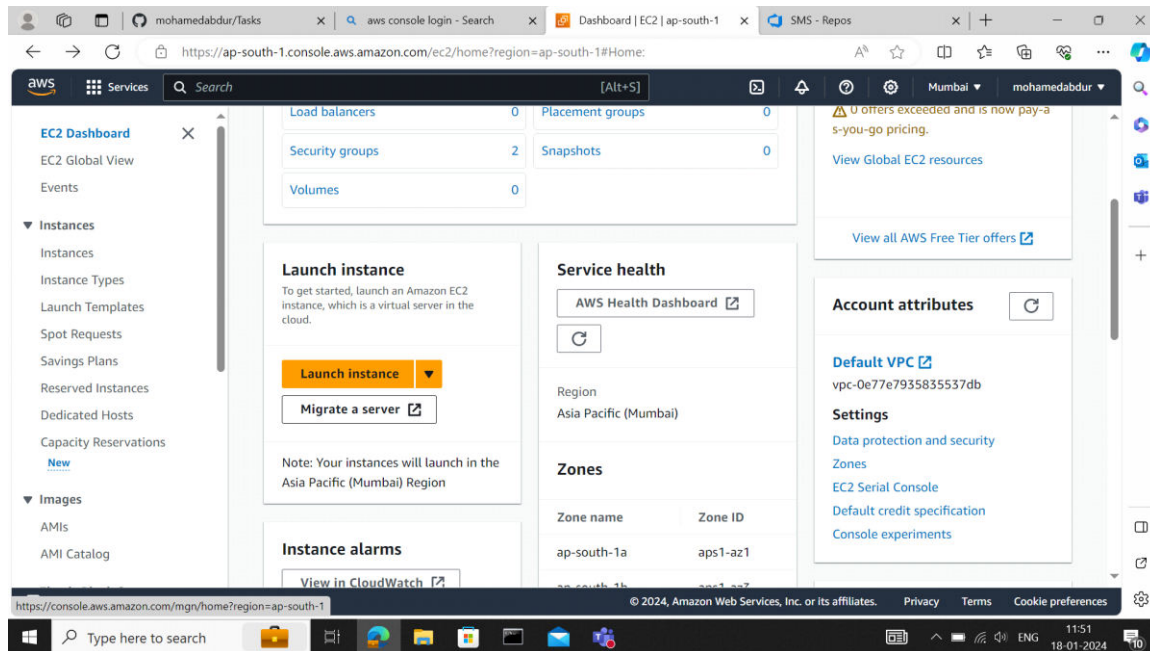 mohamedabdur/Tasks
aws console login - Search
Dashboard | EC2 | ap-south-1
SMS - Repos
https://ap-south-1.console.aws.amazon.com/ec2/home?region=ap-south-1#Home:
aws
Services
Search
[Alt+S]
Mumbai
mohamedabdur
EC2 Dashboard
EC2 Global View
Events
Instances
Instances
Instance Types
Launch Templates
Spot Requests
Savings Plans
Reserved Instances
Dedicated Hosts
Capacity Reservations
New
Images
AMIs
AMI Catalog
Load balancers 0
Placement groups 0
Security groups 2
Snapshots 0
Volumes 0
Launch instance
To get started, launch an Amazon EC2
instance, which is a virtual server in the
cloud.
Launch instance
Migrate a server
Note: Your instances will launch in the
Asia Pacific (Mumbai) Region
Instance alarms
View in CloudWatch
Service health
AWS Health Dashboard
Region
Asia Pacific (Mumbai)
Zones
Zone name Zone ID
ap-south-1a aps1-az1
ap-south-1b aps1-az3
0 offers exceeded and is now pay-a
s-you-go pricing.
View Global EC2 resources
View all AWS Free Tier offers
Account attributes
Default VPC
vpc-0e77e7935835537db
Settings
Data protection and security
Zones
EC2 Serial Console
Default credit specification
Console experiments
https://console.aws.amazon.com/mgn/home?region=ap-south-1
© 2024, Amazon Web Services, Inc. or its affiliates.
Privacy Terms Cookie preferences
Type here to search
ENG
11:51
18-01-2024
10